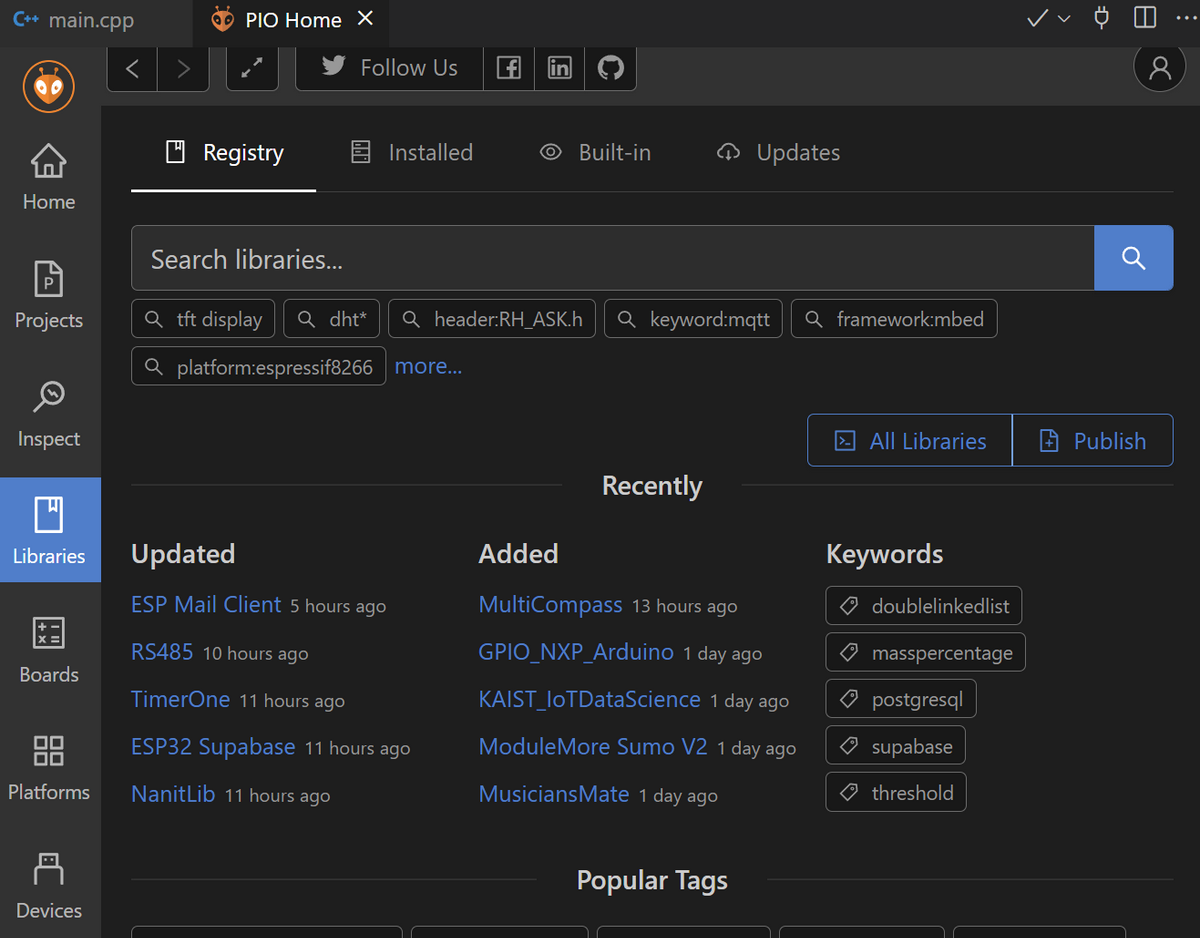 C++ main.cpp
PIO Home
Follow Us
Home
Projects
Inspect
Libraries
Boards
Platforms
Devices
Registry
Installed
Built-in
Updates
Search libraries...
tft display
dht*
header:RH_ASK.h
keyword:mqtt
framework:mbed
platform:espressif8266
more...
All Libraries
Publish
Recently
Updated
ESP Mail Client 5 hours ago
RS485 10 hours ago
TimerOne 11 hours ago
ESP32 Supabase 11 hours ago
NanitLib 11 hours ago
Added
MultiCompass 13 hours ago
GPIO_NXP_Arduino 1 day ago
KAIST_IoTDataScience 1 day ago
ModuleMore Sumo V2 1 day ago
MusiciansMate 1 day ago
Keywords
doublelinkedlist
masspercentage
postgresql
supabase
threshold
Popular Tags